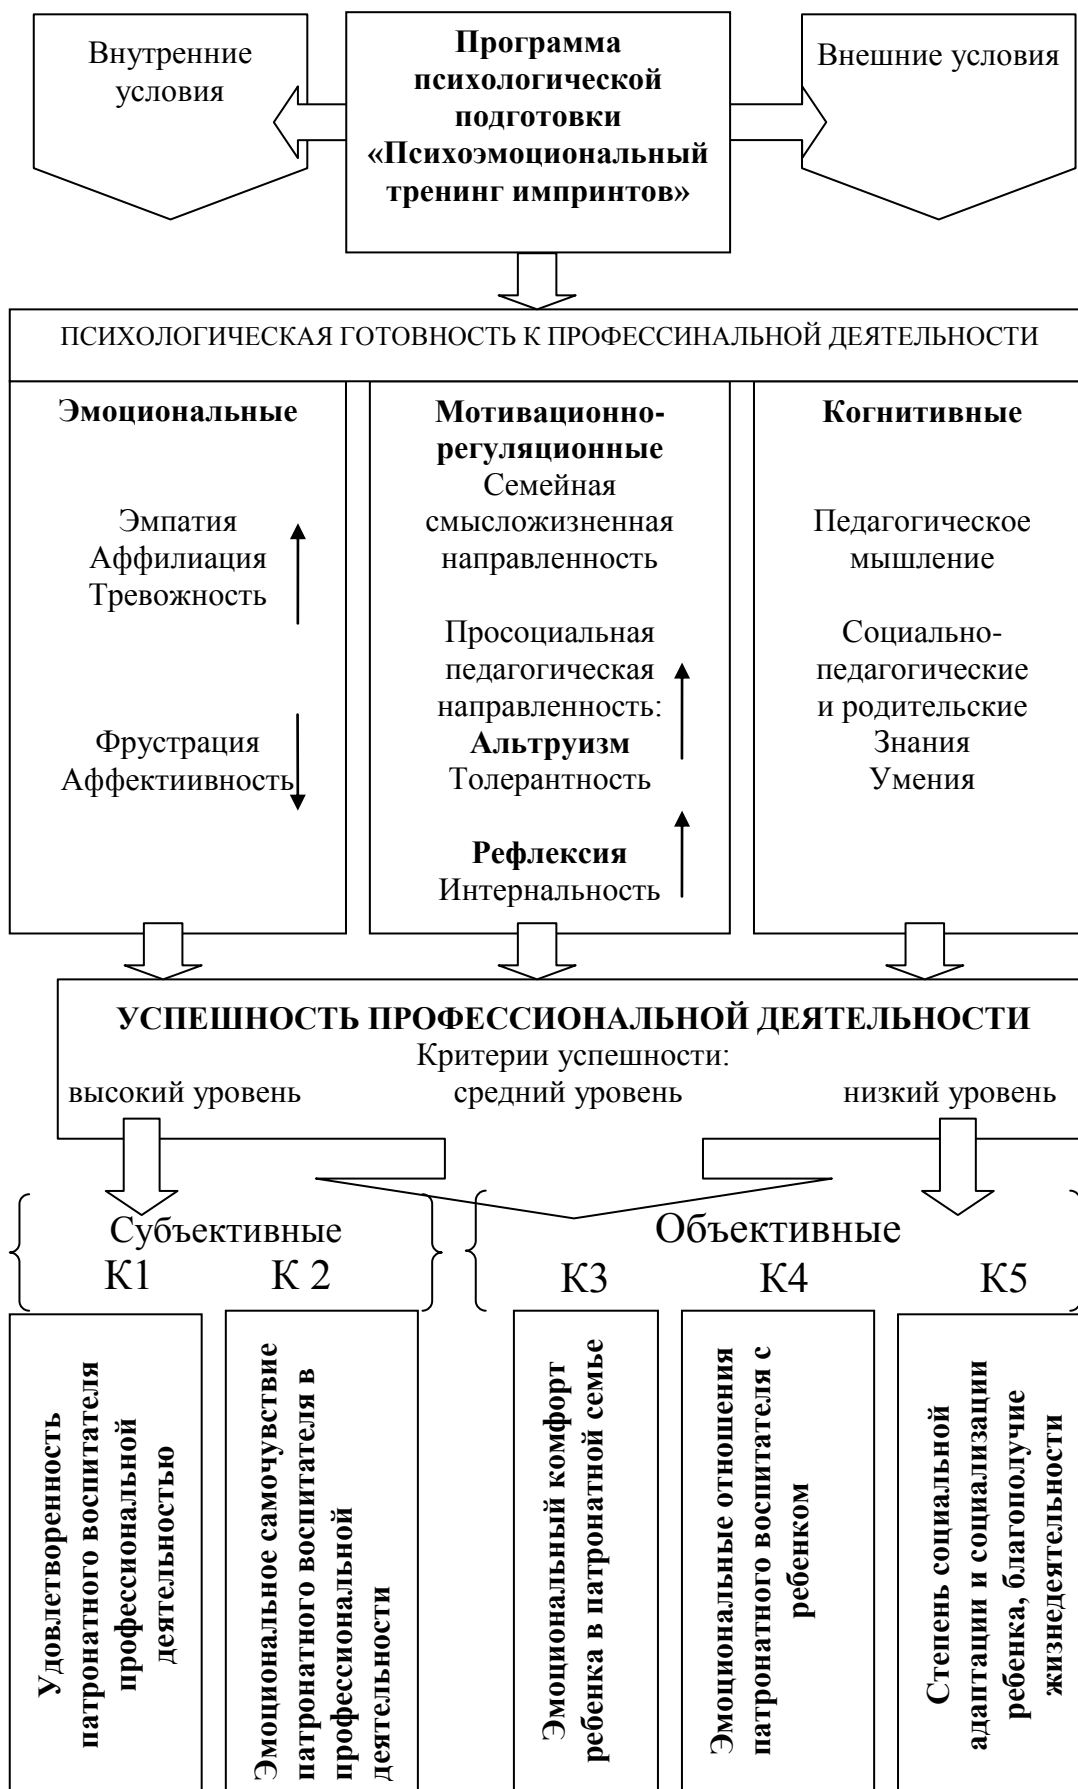 Внутренние
условия
Программа
психологической
подготовки
«Психоэмоциональный
тренинг импринтов»
Внешние условия
ПСИХОЛОГИЧЕСКАЯ ГОТОВНОСТЬ К ПРОФЕССИНАЛЬНОЙ ДЕЯТЕЛЬНОСТИ
Эмоциональные
Эмпатия
Аффилиация
Тревожность
Фрустрация
Аффектиивность
Мотивационно-
регуляционные
Семейная
смысложизненная
направленность
Просоциальная
педагогическая
направленность:
Альтруизм
Толерантность
Рефлексия
Интернальность
Когнитивные
Педагогическое
мышление
Социально-
педагогические
и родительские
Знания
Умения
УСПЕШНОСТЬ ПРОФЕССИОНАЛЬНОЙ ДЕЯТЕЛЬНОСТИ
Критерии успешности:
высокий уровень средний уровень низкий уровень
Субъективные
К1 К 2
Объективные
К3 К4 К5
Удовлетворенность
патронатного воспитателя
профессиональной
деятельностью
Эмоциональное самочувствие
патронатного воспитателя в
профессиональной
деятельности
Эмоциональный комфорт
ребенка в патронатной семье
Эмоциональные отношения
патронатного воспитателя с
ребенком
Степень социальной
адаптации и социализации
ребенка, благополучие
жизнедеятельности